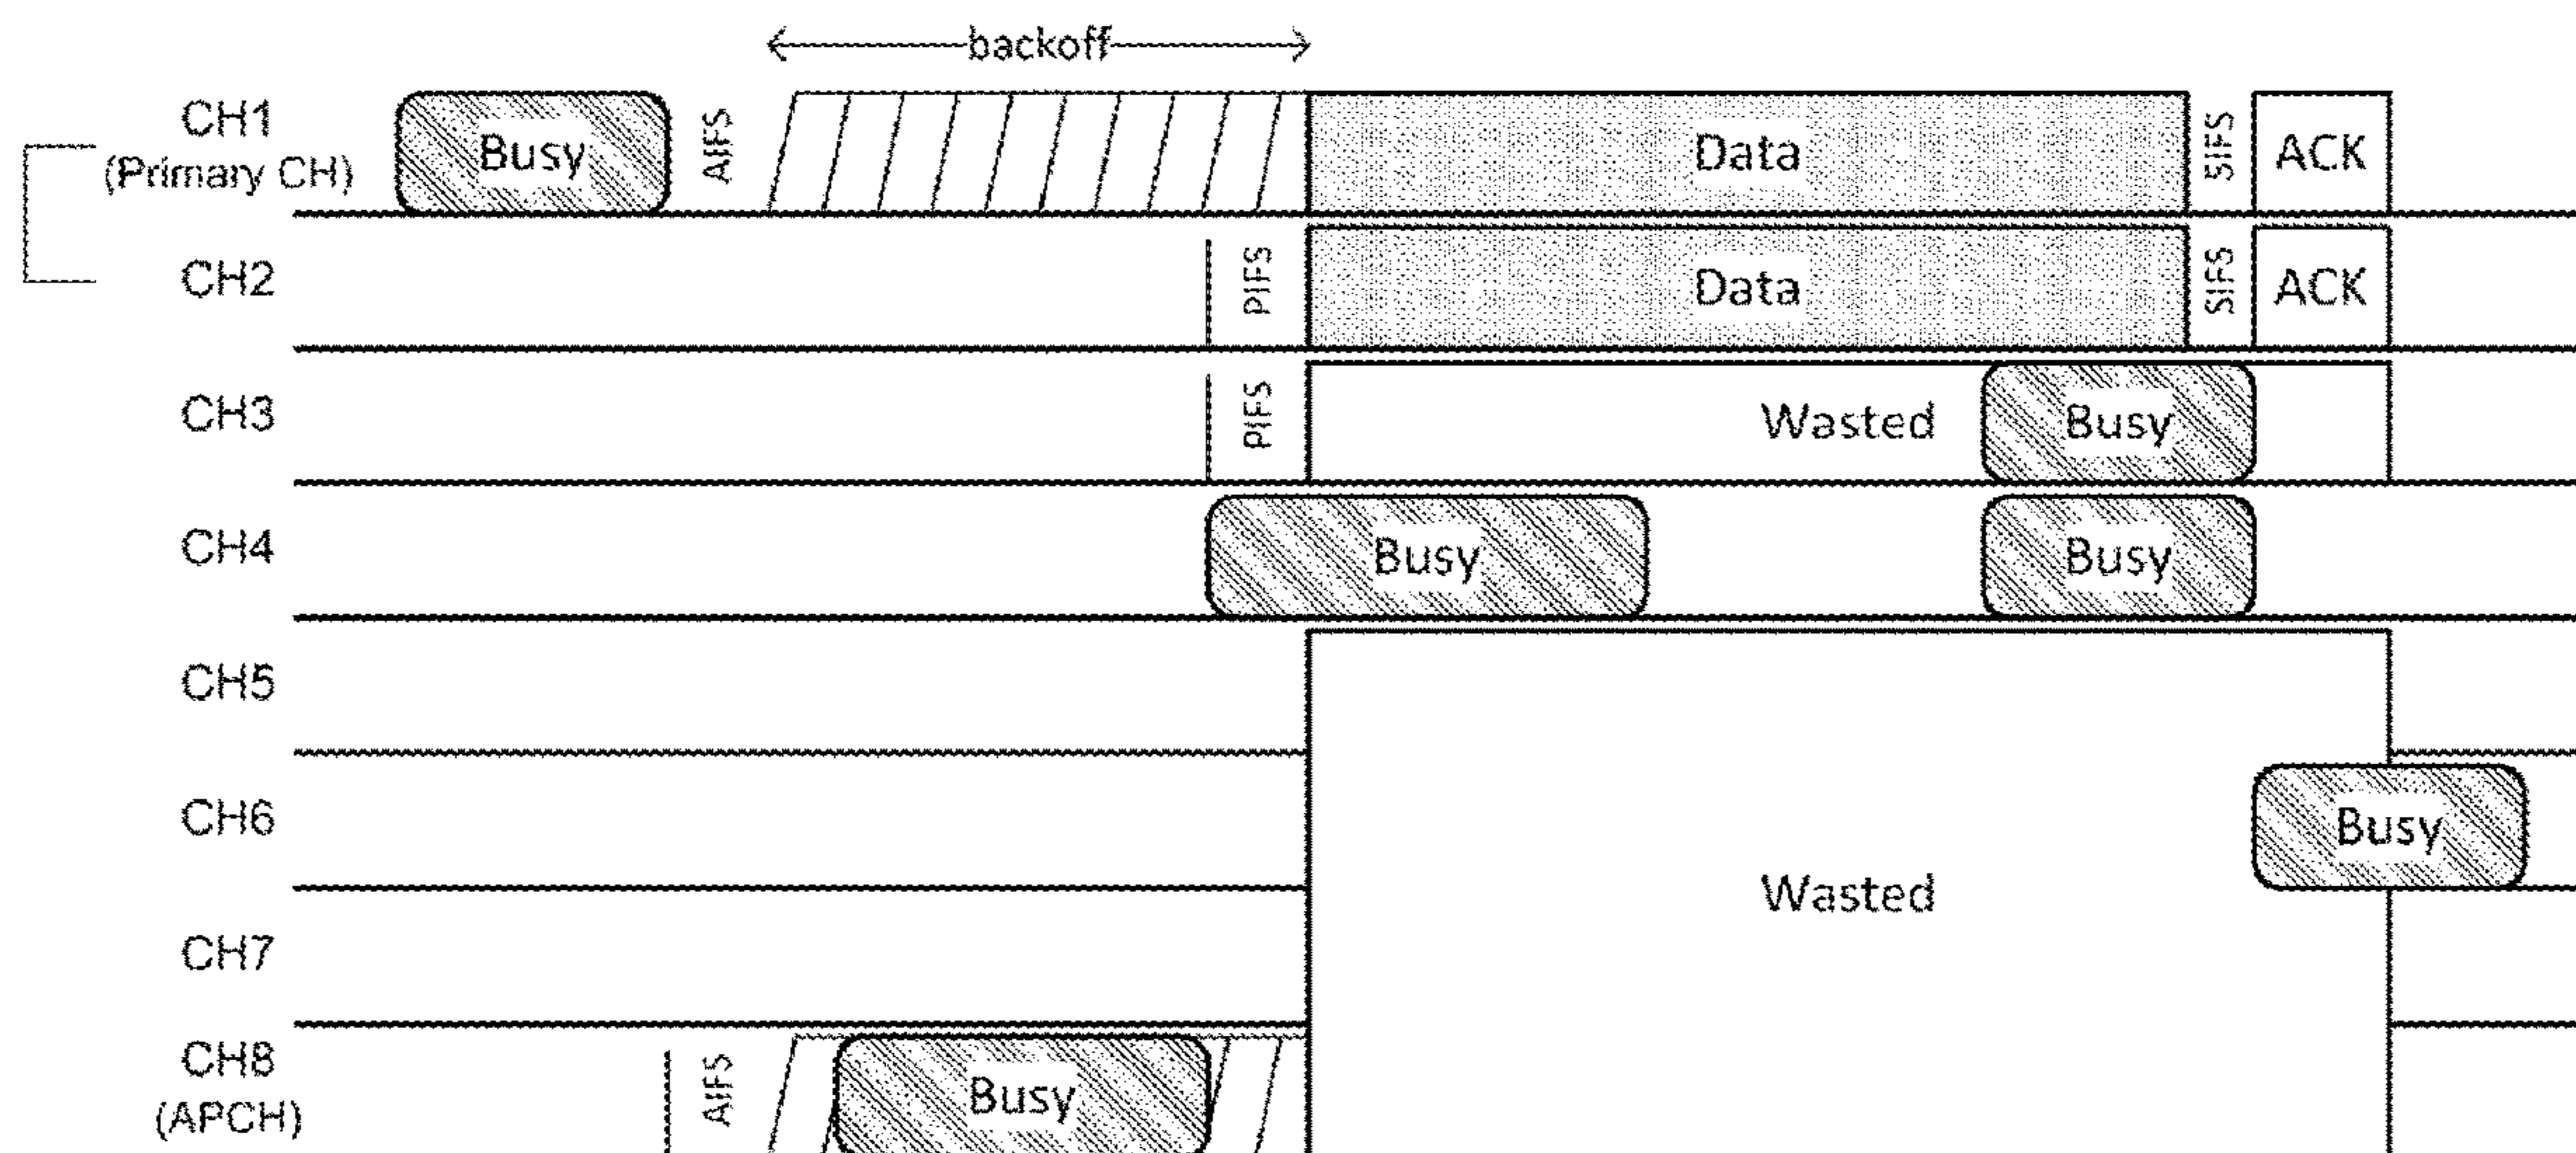 backoff
CH1
(Primary CH)
Busy
AIFS
Data
SIFS
ACK
CH2
PIFS
Data
SIFS
ACK
CH3
PIFS
Wasted
Busy
CH4
Busy
Busy
CH5
CH6
Busy
Wasted
CH7
CH8
(APCH)
AIFS
Busy